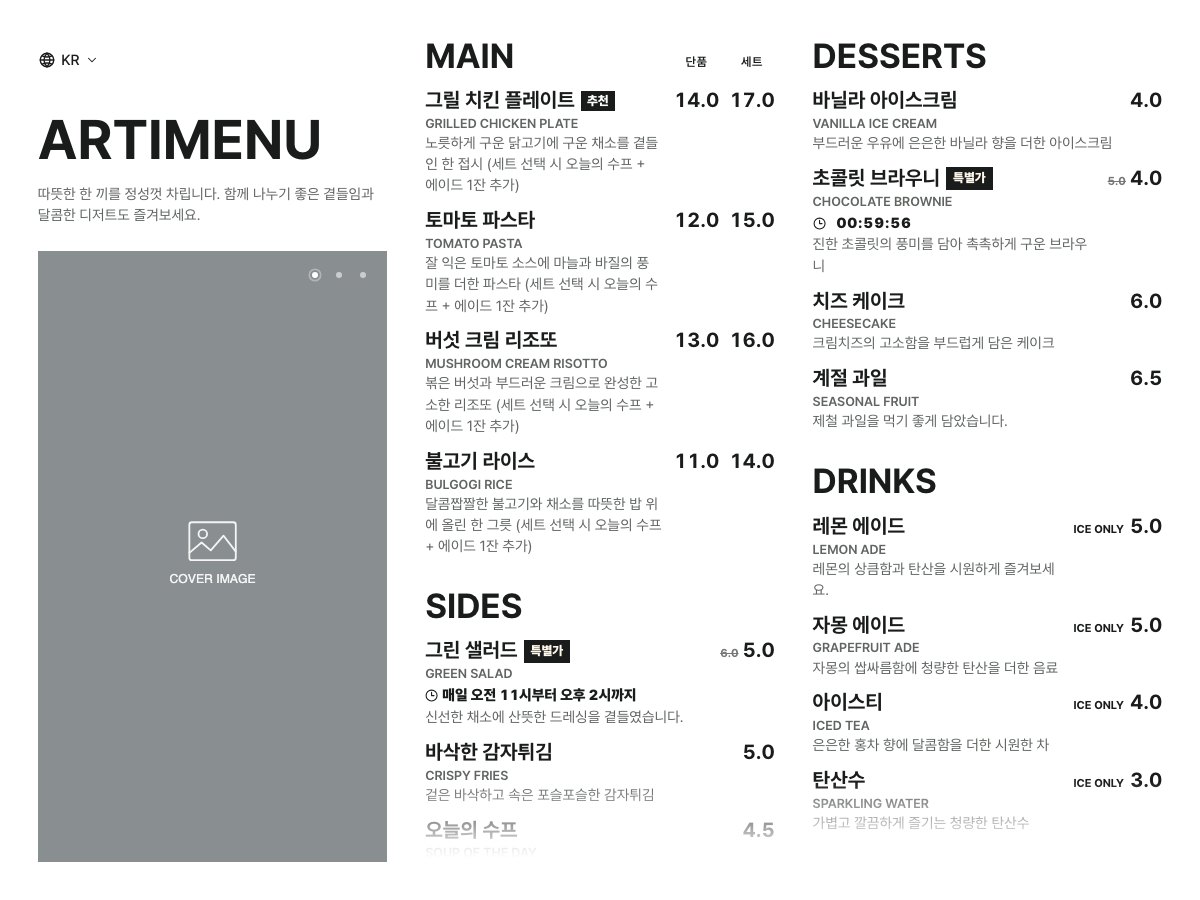 KR
ARTIMENU
따뜻한 한 끼를 정성껏 차립니다. 함께 나누기 좋은 곁들임과
달콤한 디저트도 즐겨보세요.
COVER IMAGE
MAIN 단품 세트
그릴 치킨 플레이트 추천 14.0 17.0
GRILLED CHICKEN PLATE
노릇하게 구운 닭고기에 구운 채소를 곁들
인 한 접시 (세트 선택 시 오늘의 수프 +
에이드 1잔 추가)
토마토 파스타 12.0 15.0
TOMATO PASTA
잘 익은 토마토 소스에 마늘과 바질의 풍
미를 더한 파스타 (세트 선택 시 오늘의 수
프 + 에이드 1잔 추가)
버섯 크림 리조또 13.0 16.0
MUSHROOM CREAM RISOTTO
볶은 버섯과 부드러운 크림으로 완성한 고
소한 리조또 (세트 선택 시 오늘의 수프 +
에이드 1잔 추가)
불고기 라이스 11.0 14.0
BULGOGI RICE
달콤짭짤한 불고기와 채소를 따뜻한 밥 위
에 올린 한 그릇 (세트 선택 시 오늘의 수프
+ 에이드 1잔 추가)
SIDES
그린 샐러드 특별가 6.0 5.0
GREEN SALAD
매일 오전 11시부터 오후 2시까지
신선한 채소에 산뜻한 드레싱을 곁들였습니다.
바삭한 감자튀김 5.0
CRISPY FRIES
겉은 바삭하고 속은 포슬포슬한 감자튀김
오늘의 수프 4.5
SOUP OF THE DAY
DESSERTS
바닐라 아이스크림 4.0
VANILLA ICE CREAM
부드러운 우유에 은은한 바닐라 향을 더한 아이스크림
초콜릿 브라우니 특별가 5.0 4.0
CHOCOLATE BROWNIE
00:59:56
진한 초콜릿의 풍미를 담아 촉촉하게 구운 브라우
니
치즈 케이크 6.0
CHEESECAKE
크림치즈의 고소함을 부드럽게 담은 케이크
계절 과일 6.5
SEASONAL FRUIT
제철 과일을 먹기 좋게 담았습니다.
DRINKS
레몬 에이드 ICE ONLY 5.0
LEMON ADE
레몬의 상큼함과 탄산을 시원하게 즐겨보세
요.
자몽 에이드 ICE ONLY 5.0
GRAPEFRUIT ADE
자몽의 쌉싸름함에 청량한 탄산을 더한 음료
아이스티 ICE ONLY 4.0
ICED TEA
은은한 홍차 향에 달콤함을 더한 시원한 차
탄산수 ICE ONLY 3.0
SPARKLING WATER
가볍고 깔끔하게 즐기는 청량한 탄산수